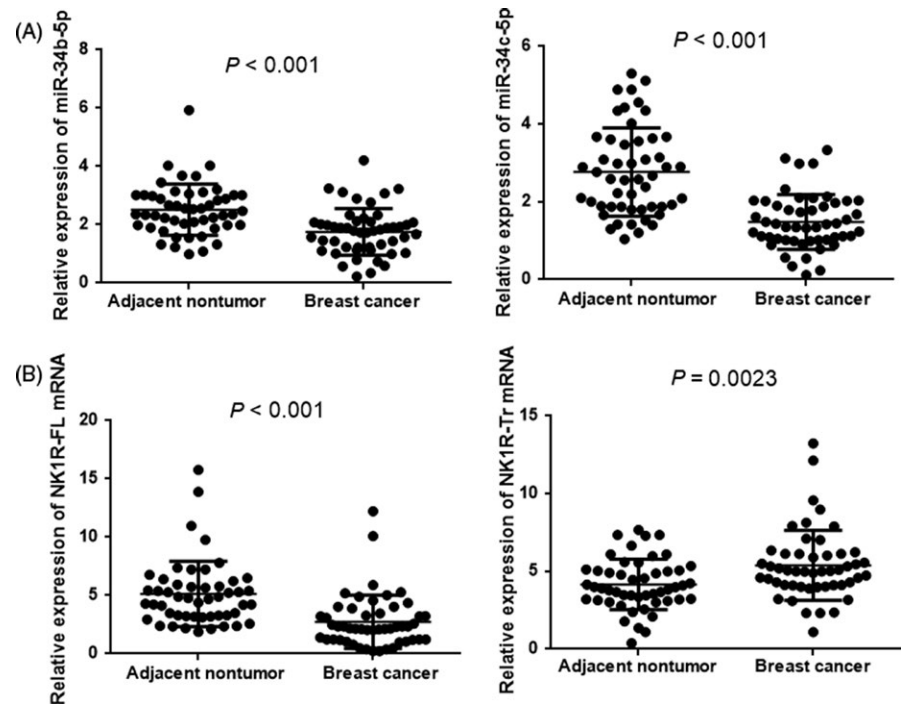 (A)
Relative expression of miR-34b-5p
8
6
4
2
0
P < 0.001
Adjacent nontumor
Breast cancer
Relative expression of miR-34c-5p
6
4
2
0
P < 0.001
Adjacent nontumor
Breast cancer
(B)
Relative expression of NK1R-FL mRNA
20
15
10
5
0
P < 0.001
Adjacent nontumor
Breast cancer
Relative expression of NK1R-Tr mRNA
15
10
5
0
P = 0.0023
Adjacent nontumor
Breast cancer